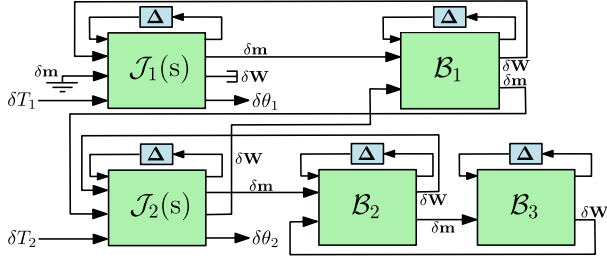 Δ Δ
δm 𝒥₁(s) δm ℬ₁ δW
δW δm
δT₁ δθ₁
Δ δW Δ Δ
𝒥₂(s) δm ℬ₂ δW ℬ₃ δW
δm
δT₂ δθ₂